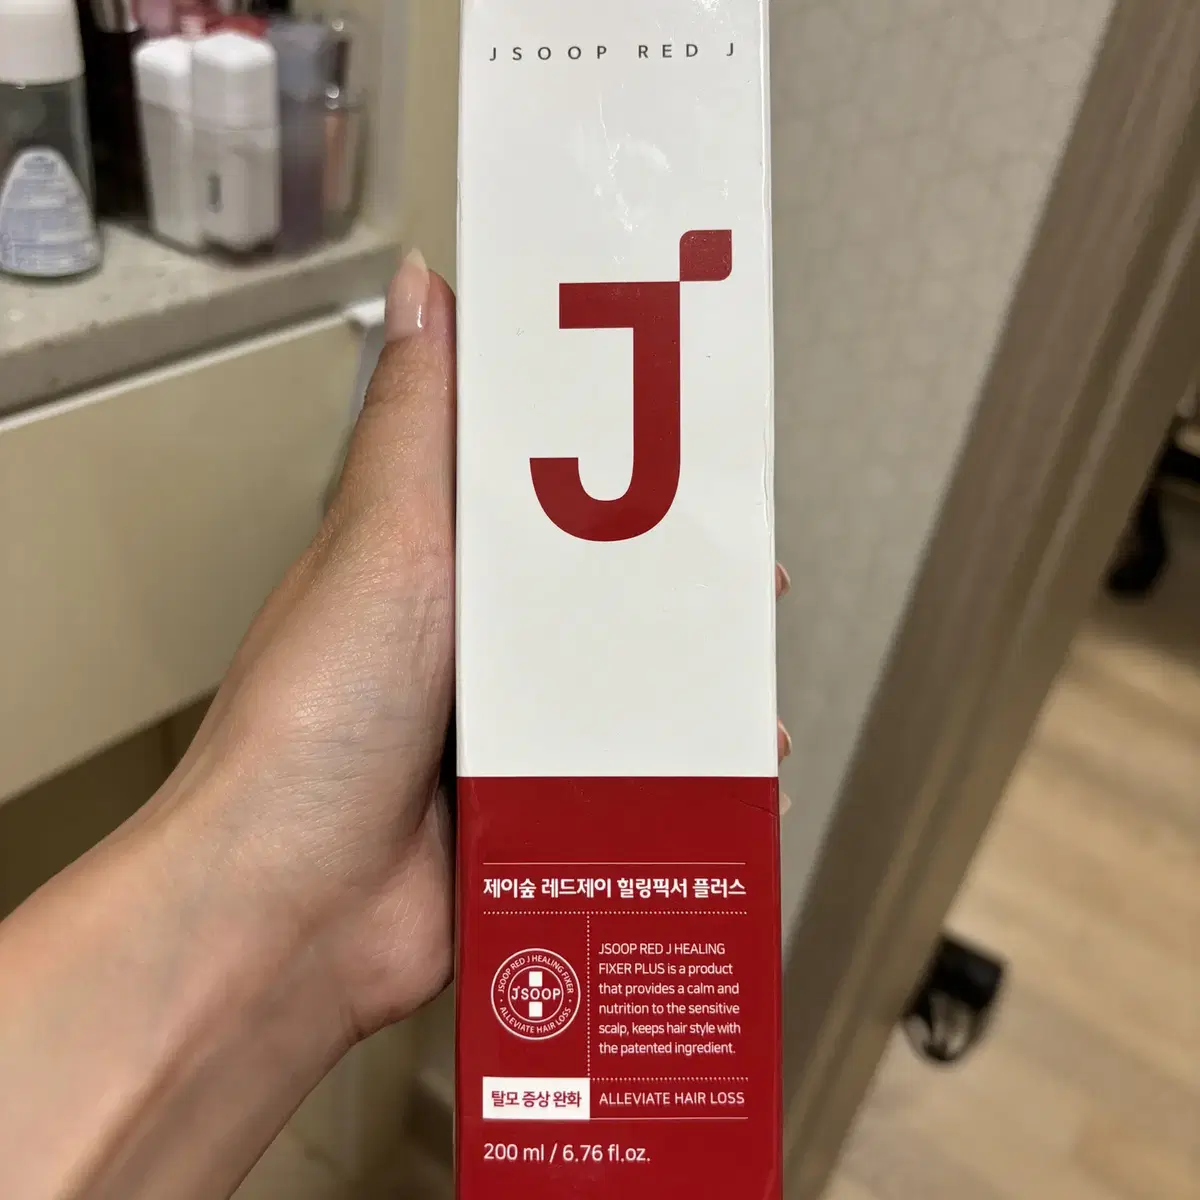 JSOOP RED J
J
제이숲 레드제이 힐링픽서 플러스
JSOOP RED J HEALING FIXER
J'SOOP
ALLEVIATE HAIR LOSS
JSOOP RED J HEALING
FIXER PLUS is a product
that provides a calm and
nutrition to the sensitive
scalp, keeps hair style with
the patented ingredient.
탈모 증상 완화
ALLEVIATE HAIR LOSS
200 ml / 6.76 fl.oz.